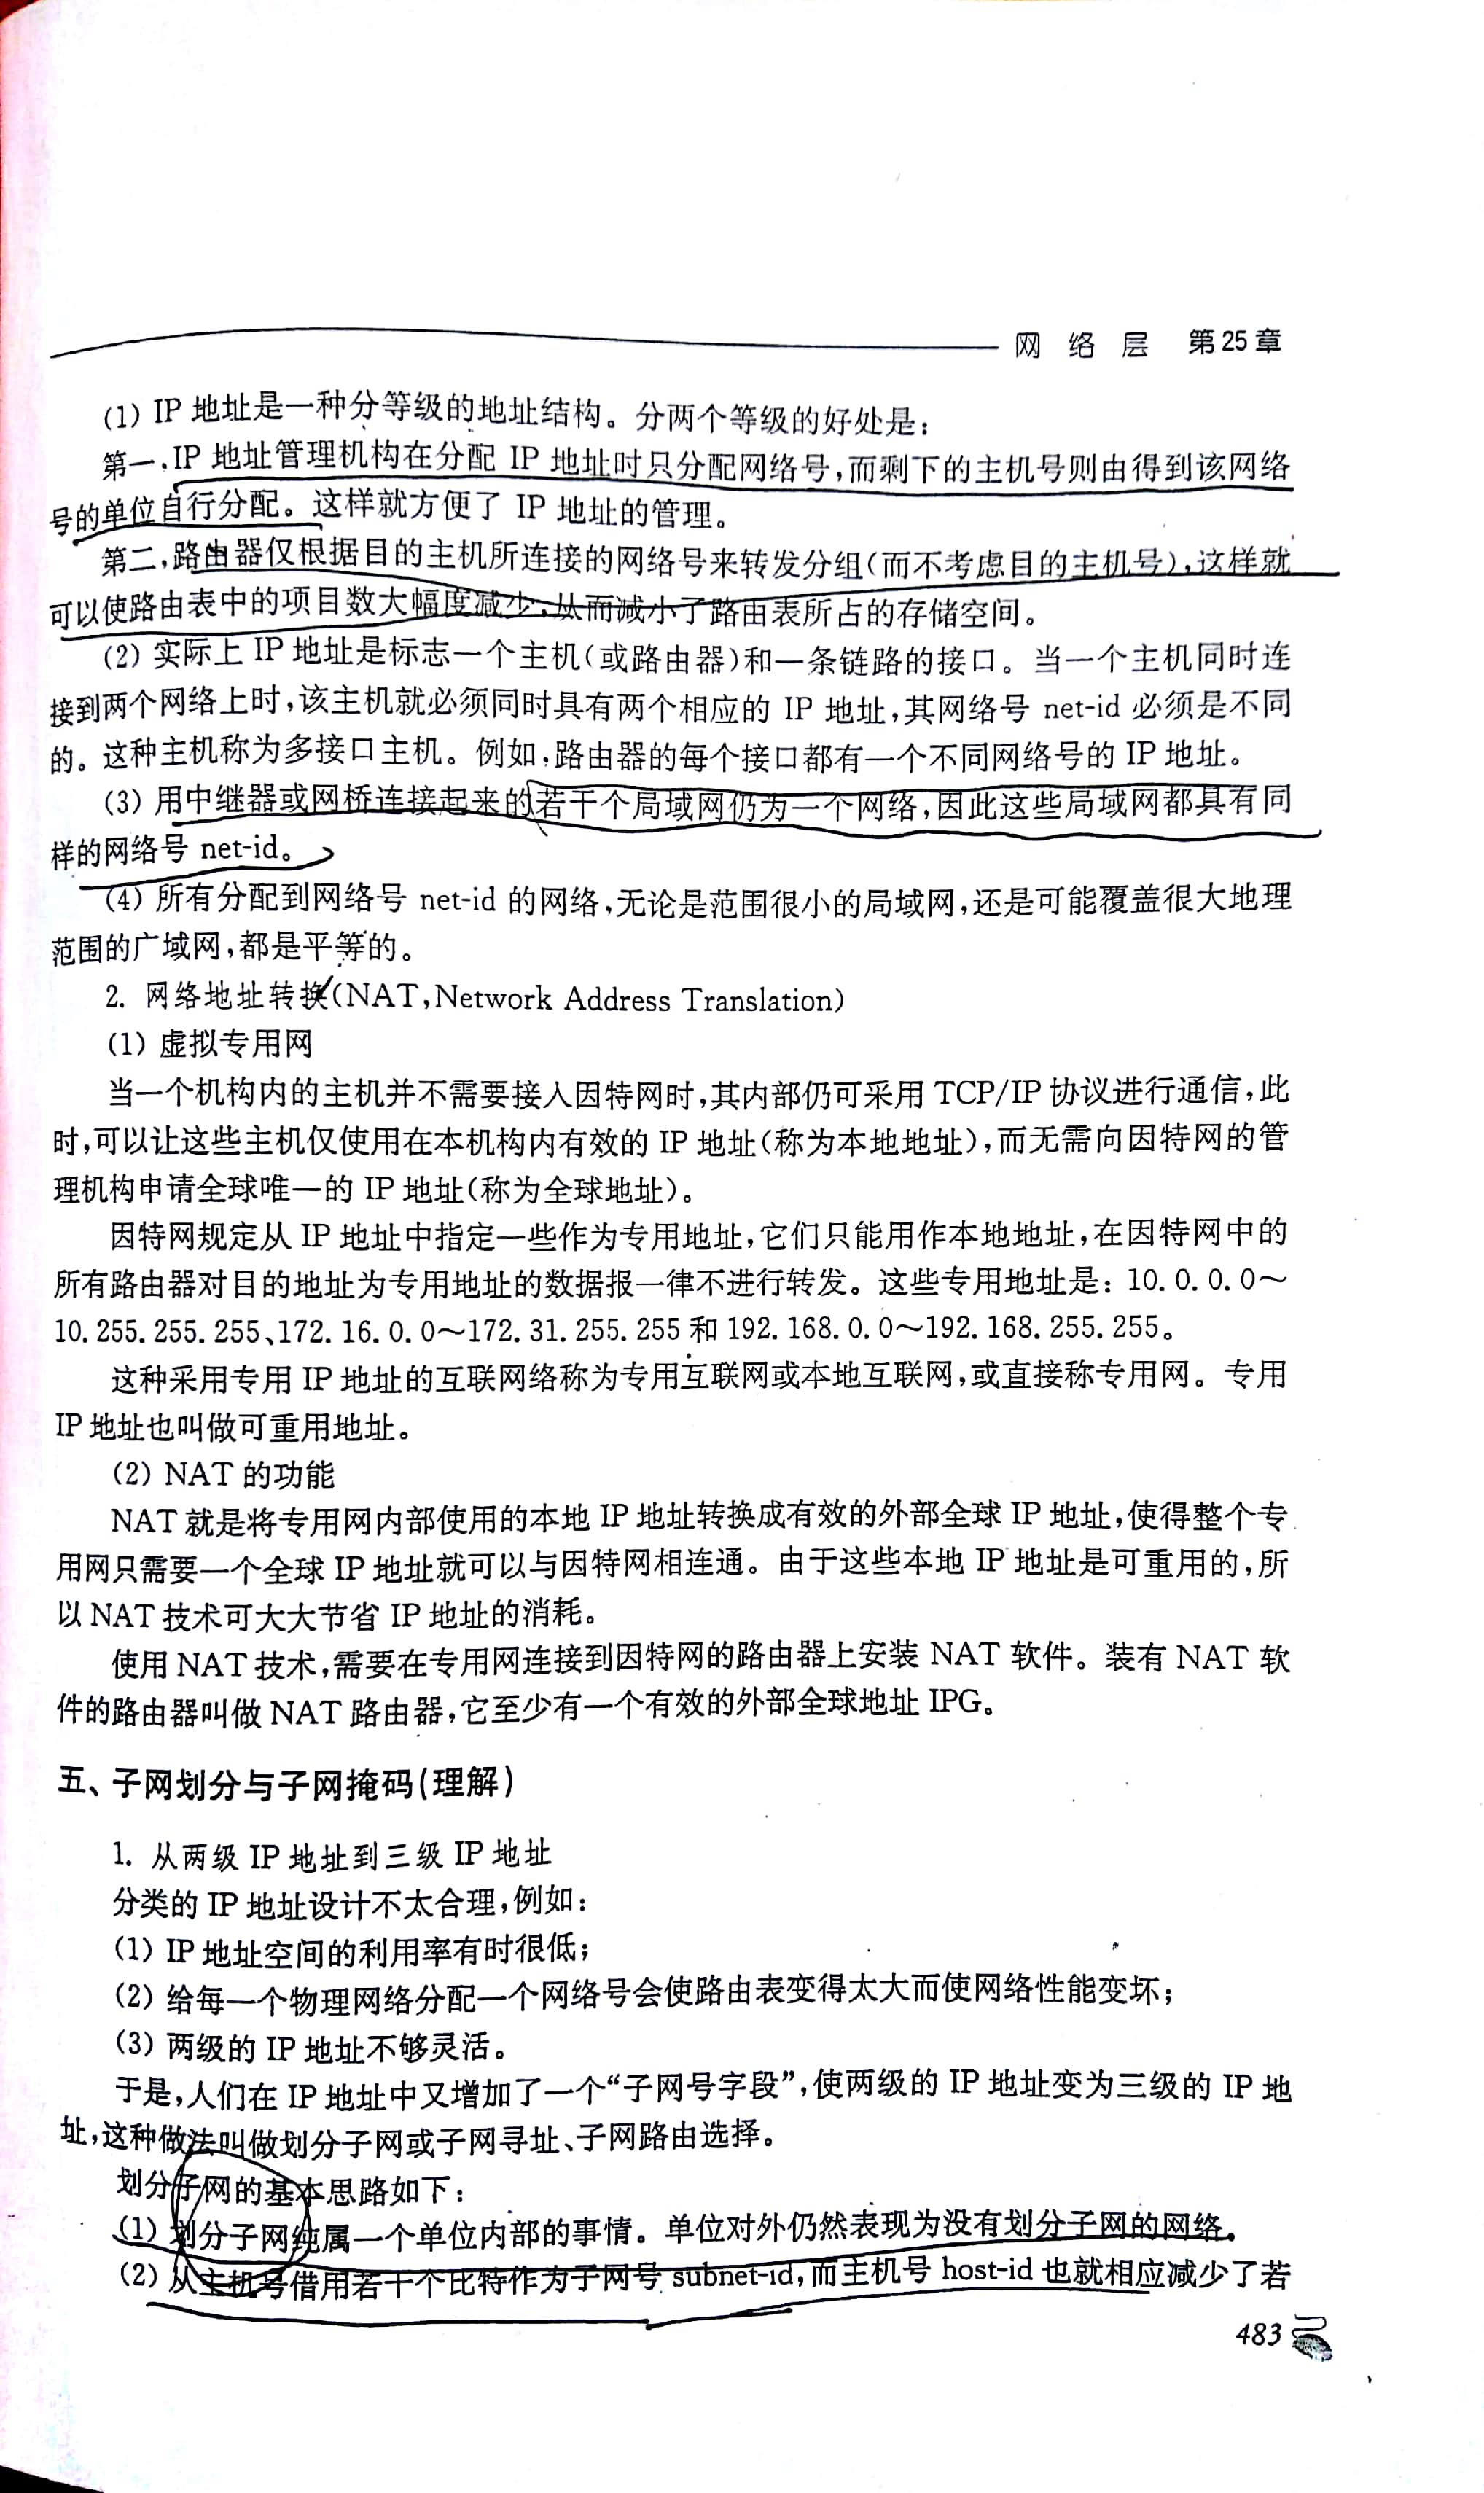 网 络 层 第25章
(1) IP 地址是一种分等级的地址结构。分两个等级的好处是:
第一,IP 地址管理机构在分配 IP 地址时只分配网络号,而剩下的主机号则由得到该网络
号的单位自行分配。这样就方便了 IP 地址的管理。
第二,路由器仅根据目的主机所连接的网络号来转发分组(而不考虑目的主机号),这样就
可以使路由表中的项目数大幅度减少,从而减小了路由表所占的存储空间。
(2) 实际上 IP 地址是标志一个主机(或路由器)和一条链路的接口。当一个主机同时连
接到两个网络上时,该主机就必须同时具有两个相应的 IP 地址,其网络号 net-id 必须是不同
的。这种主机称为多接口主机。例如,路由器的每个接口都有一个不同网络号的 IP 地址。
(3) 用中继器或网桥连接起来的若干个局域网仍为一个网络,因此这些局域网都具有同
样的网络号 net-id。
(4) 所有分配到网络号 net-id 的网络,无论是范围很小的局域网,还是可能覆盖很大地理
范围的广域网,都是平等的。
2. 网络地址转换(NAT,Network Address Translation)
(1) 虚拟专用网
当一个机构内的主机并不需要接入因特网时,其内部仍可采用 TCP/IP 协议进行通信,此
时,可以让这些主机仅使用在本机构内有效的 IP 地址(称为本地地址),而无需向因特网的管
理机构申请全球唯一的 IP 地址(称为全球地址)。
因特网规定从 IP 地址中指定一些作为专用地址,它们只能用作本地地址,在因特网中的
所有路由器对目的地址为专用地址的数据报一律不进行转发。这些专用地址是: 10. 0. 0. 0～
10. 255. 255. 255、172. 16. 0. 0～172. 31. 255. 255 和 192. 168. 0. 0～192. 168. 255. 255。
这种采用专用 IP 地址的互联网络称为专用互联网或本地互联网,或直接称专用网。专用
IP 地址也叫做可重用地址。
(2) NAT 的功能
NAT 就是将专用网内部使用的本地 IP 地址转换成有效的外部全球 IP 地址,使得整个专
用网只需要一个全球 IP 地址就可以与因特网相连通。由于这些本地 IP 地址是可重用的,所
以 NAT 技术可大大节省 IP 地址的消耗。
使用 NAT 技术,需要在专用网连接到因特网的路由器上安装 NAT 软件。装有 NAT 软
件的路由器叫做 NAT 路由器,它至少有一个有效的外部全球地址 IPG。
五、子网划分与子网掩码(理解)
1. 从两级 IP 地址到三级 IP 地址
分类的 IP 地址设计不太合理,例如:
(1) IP 地址空间的利用率有时很低;
(2) 给每一个物理网络分配一个网络号会使路由表变得太大而使网络性能变坏;
(3) 两级的 IP 地址不够灵活。
于是,人们在 IP 地址中又增加了一个“子网号字段”,使两级的 IP 地址变为三级的 IP 地
址,这种做法叫做划分子网或子网寻址、子网路由选择。
划分子网的基本思路如下:
(1) 划分子网纯属一个单位内部的事情。单位对外仍然表现为没有划分子网的网络。
(2) 从主机号借用若干个比特作为子网号 subnet-id,而主机号 host-id 也就相应减少了若
483